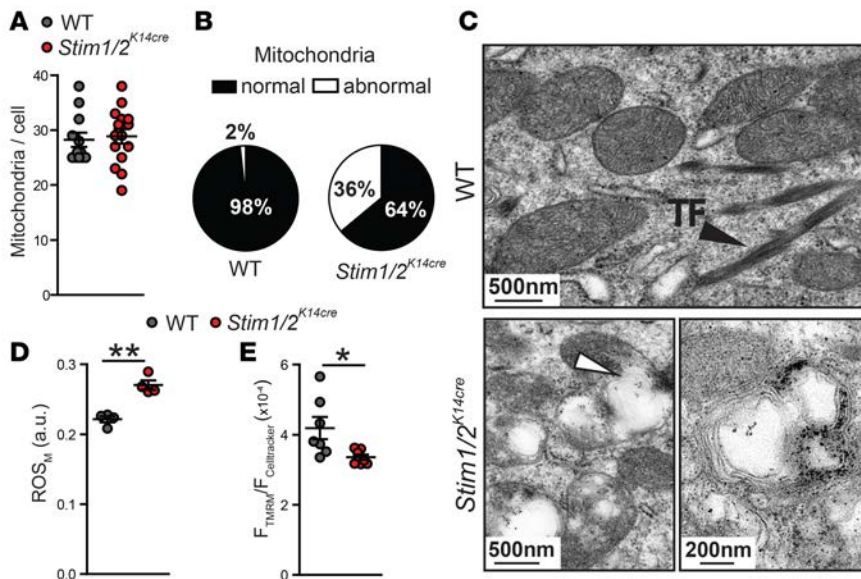 A
WT
Stim1/2^K14cre
Mitochondria / cell
40
30
20
10
0
B
Mitochondria
normal abnormal
2%
98%
WT
36%
64%
Stim1/2^K14cre
C
WT
TF
500nm
Stim1/2^K14cre
500nm
200nm
WT Stim1/2^K14cre
D
**
ROS_M (a.u.)
0.3
0.2
0.1
0.0
E
*
F_TMRM/F_Celltracker (x10^-4)
6
4
2
0